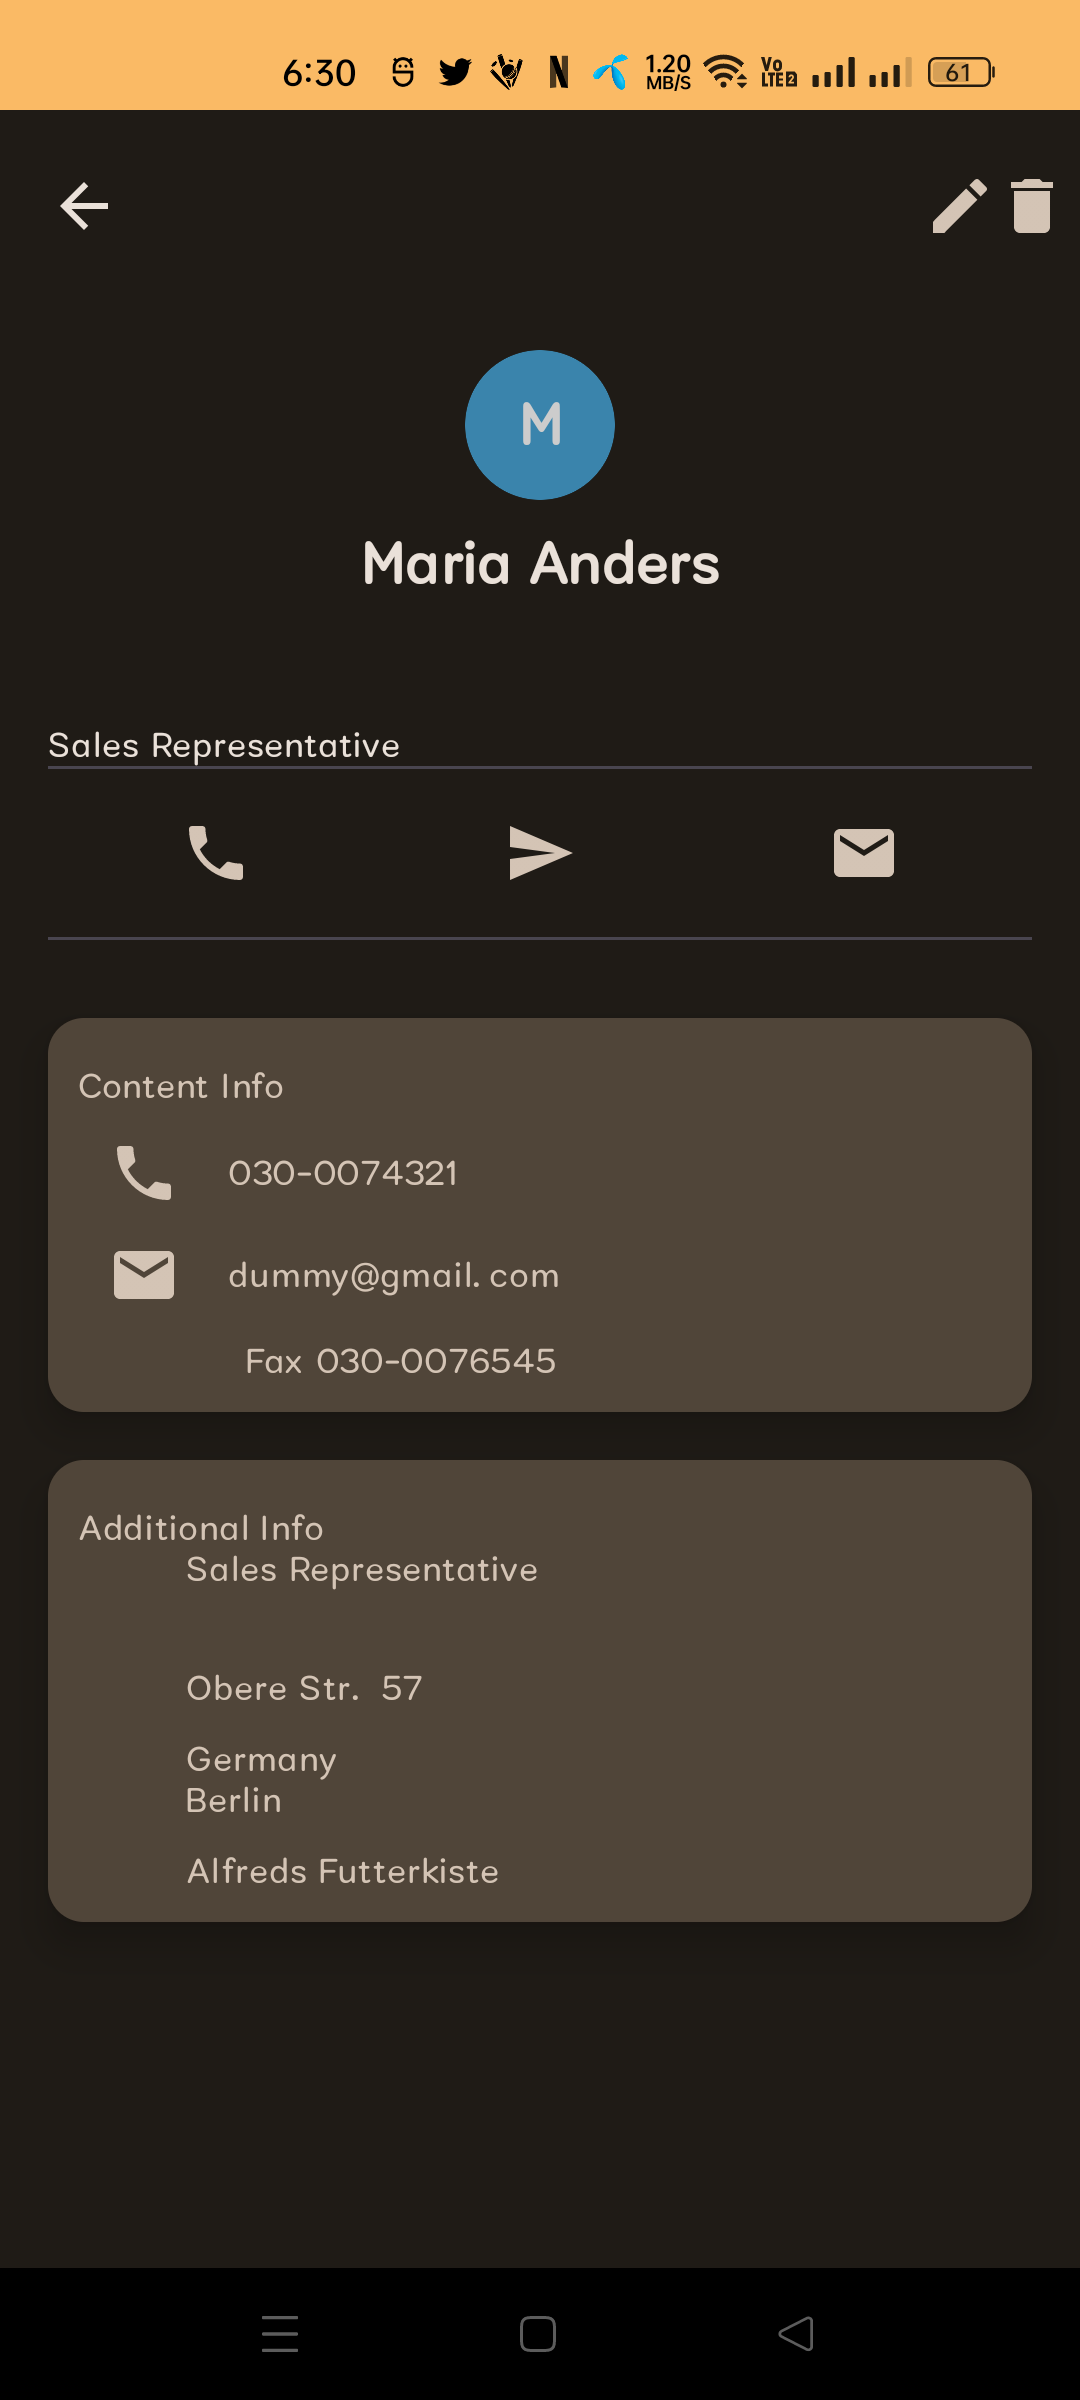 6:30 1.20 MB/S Vo LTE2 61
M
Maria Anders
Sales Representative
Content Info
030-0074321
dummy@gmail.com
Fax 030-0076545
Additional Info
Sales Representative
Obere Str. 57
Germany
Berlin
Alfreds Futterkiste